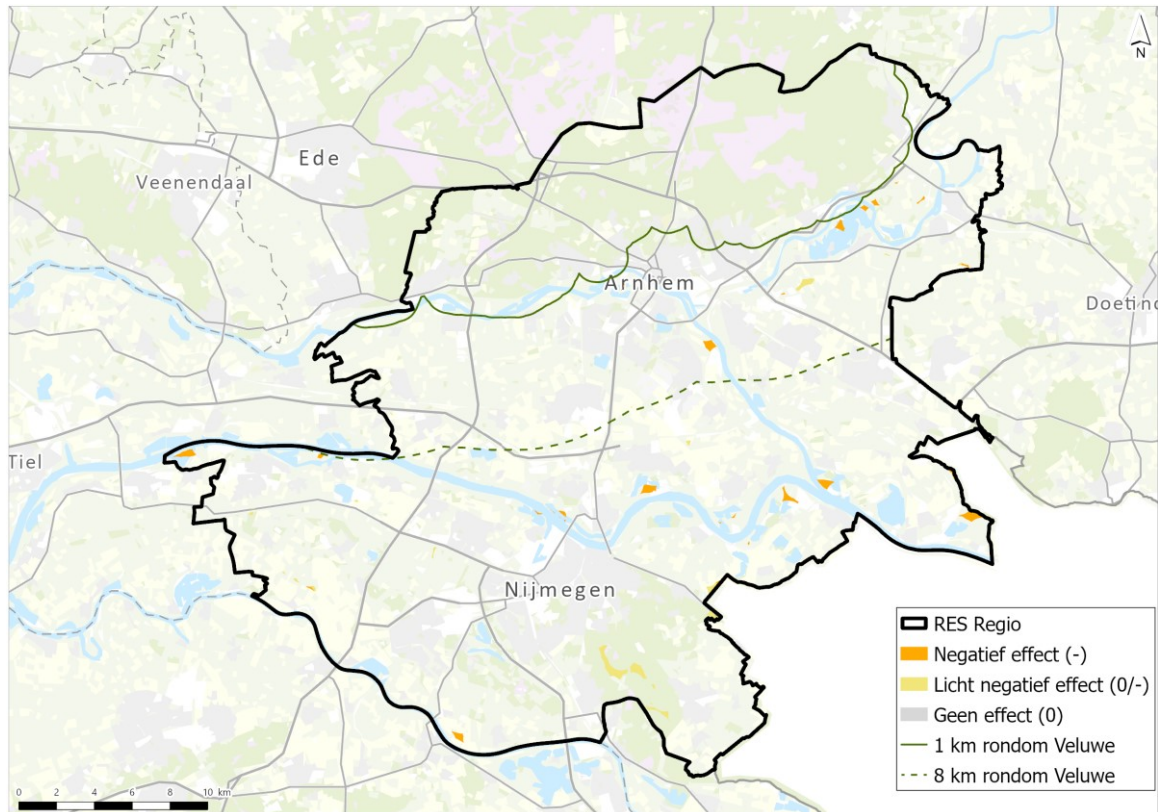 N
Ede
Veenendaal
Arnhem
Doetinc
Tiel
Nijmegen
RES Regio
Negatief effect (-)
Licht negatief effect (0/-)
Geen effect (0)
1 km rondom Veluwe
8 km rondom Veluwe
0 2 4 6 8 10 km